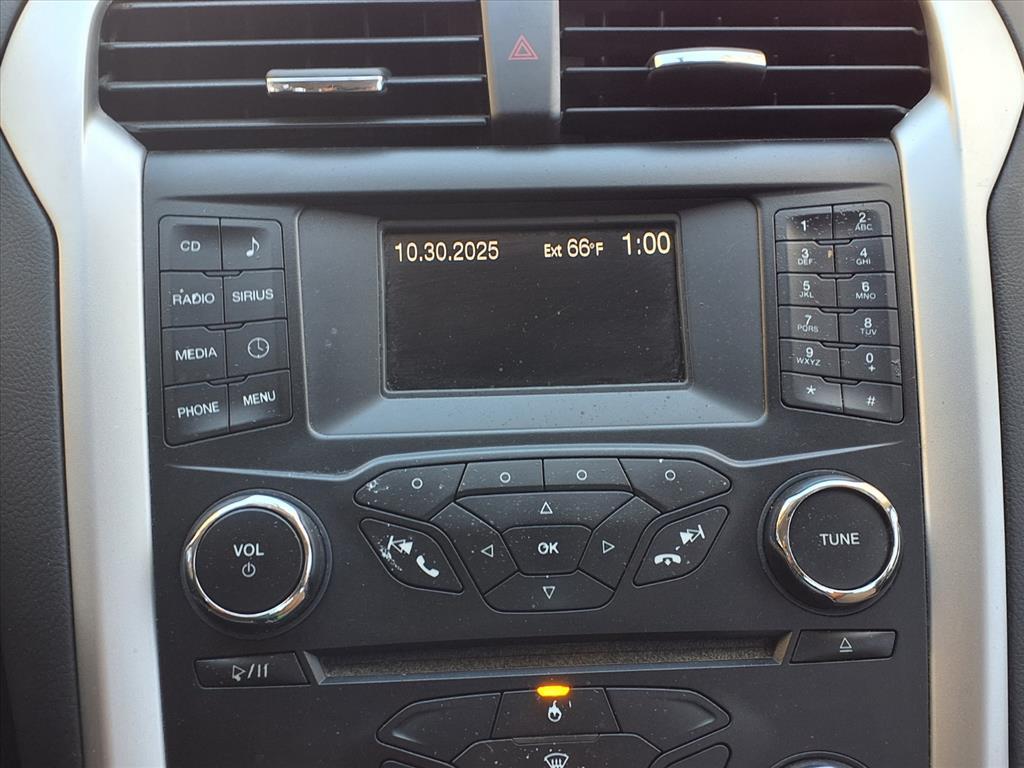 10.30.2025 Ext 66°F 1:00
CD
RADIO SIRIUS
MEDIA
PHONE MENU
1 2 ABC
3 DEF 4 GHI
5 JKL 6 MNO
7 PQRS 8 TUV
9 WXYZ 0 +
* #
VOL
OK
TUNE